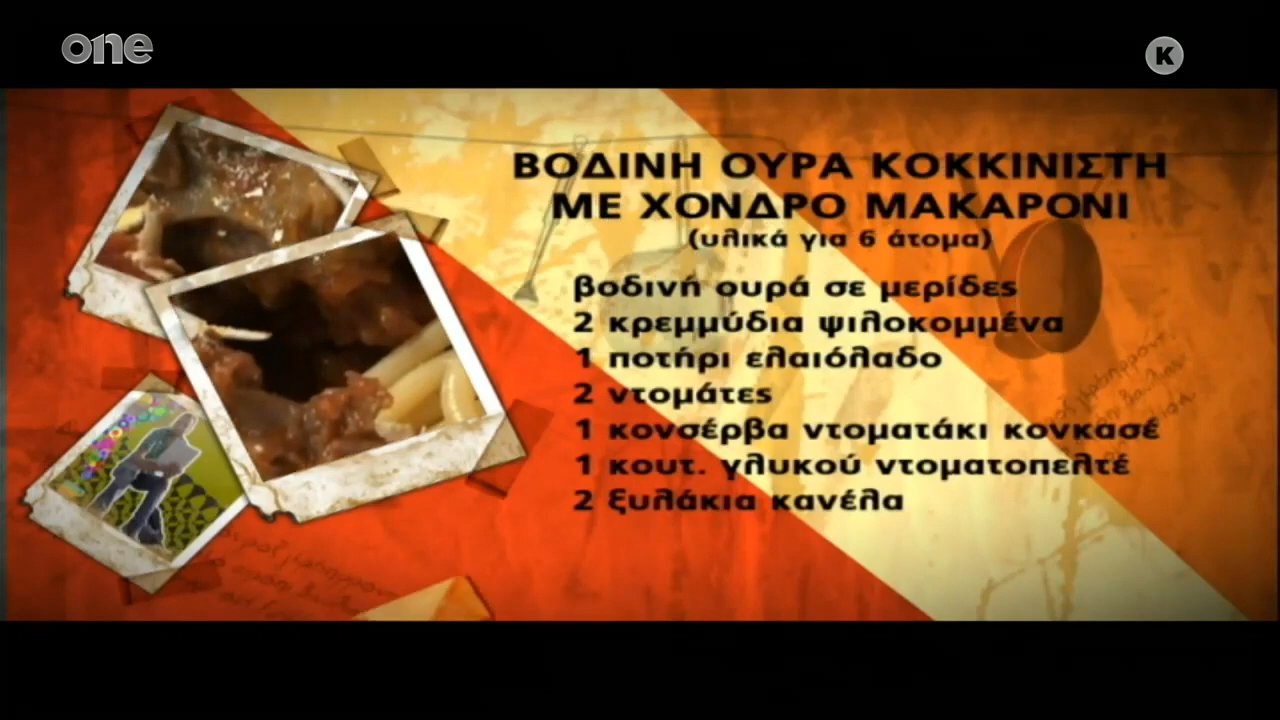 one
K
ΒΟΔΙΝΗ ΟΥΡΑ ΚΟΚΚΙΝΙΣΤΗ
ΜΕ ΧΟΝΔΡΟ ΜΑΚΑΡΟΝΙ
(υλικά για 6 άτομα)
βοδινή ουρά σε μερίδες
2 κρεμμύδια ψιλοκομμένα
1 ποτήρι ελαιόλαδο
2 ντομάτες
1 κονσέρβα ντοματάκι κονκασέ
1 κουτ. γλυκού ντοματοπελτέ
2 ξυλάκια κανέλα